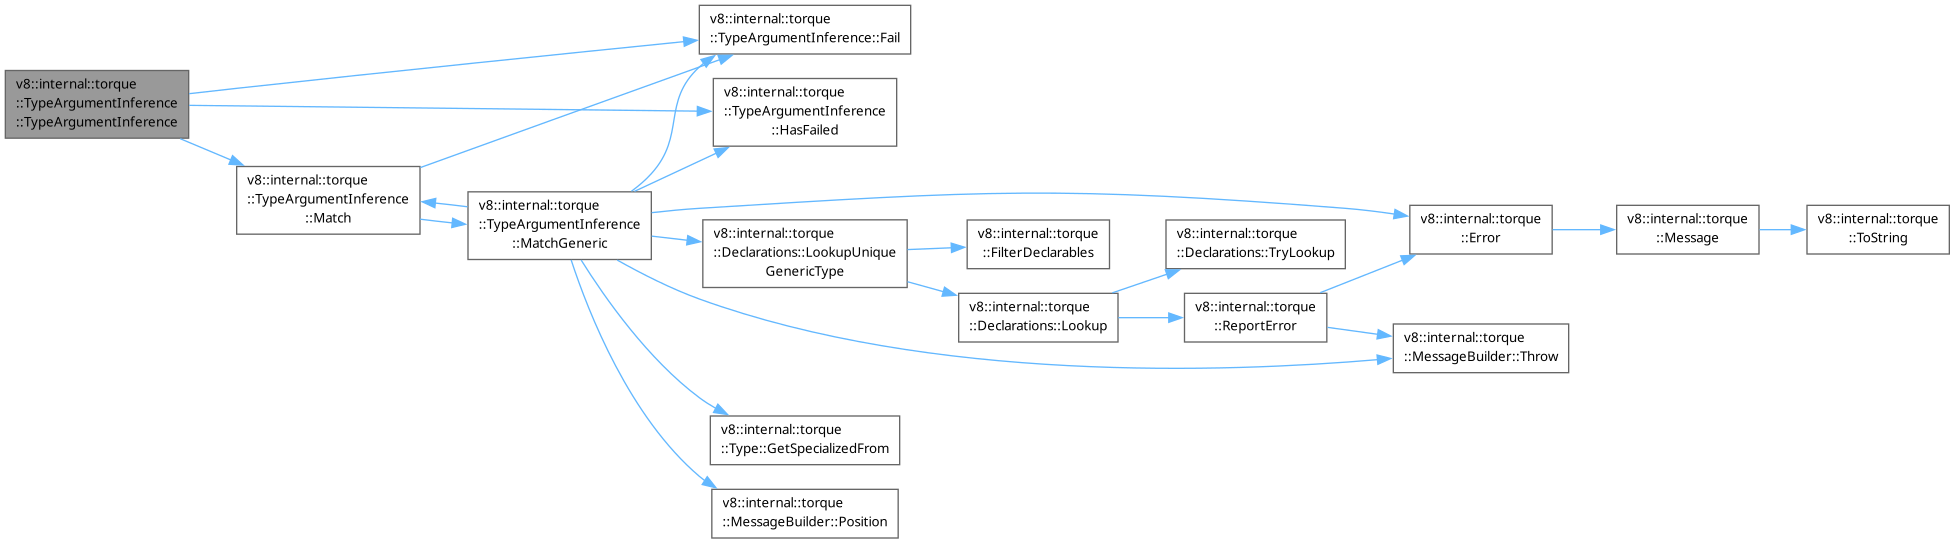 v8::internal::torque
::TypeArgumentInference
::TypeArgumentInference
v8::internal::torque
::TypeArgumentInference::Fail
v8::internal::torque
::TypeArgumentInference
::HasFailed
v8::internal::torque
::TypeArgumentInference
::Match
v8::internal::torque
::TypeArgumentInference
::MatchGeneric
v8::internal::torque
::Declarations::LookupUnique
GenericType
v8::internal::torque
::FilterDeclarables
v8::internal::torque
::Declarations::Lookup
v8::internal::torque
::Declarations::TryLookup
v8::internal::torque
::ReportError
v8::internal::torque
::Error
v8::internal::torque
::Message
v8::internal::torque
::ToString
v8::internal::torque
::MessageBuilder::Throw
v8::internal::torque
::Type::GetSpecializedFrom
v8::internal::torque
::MessageBuilder::Position